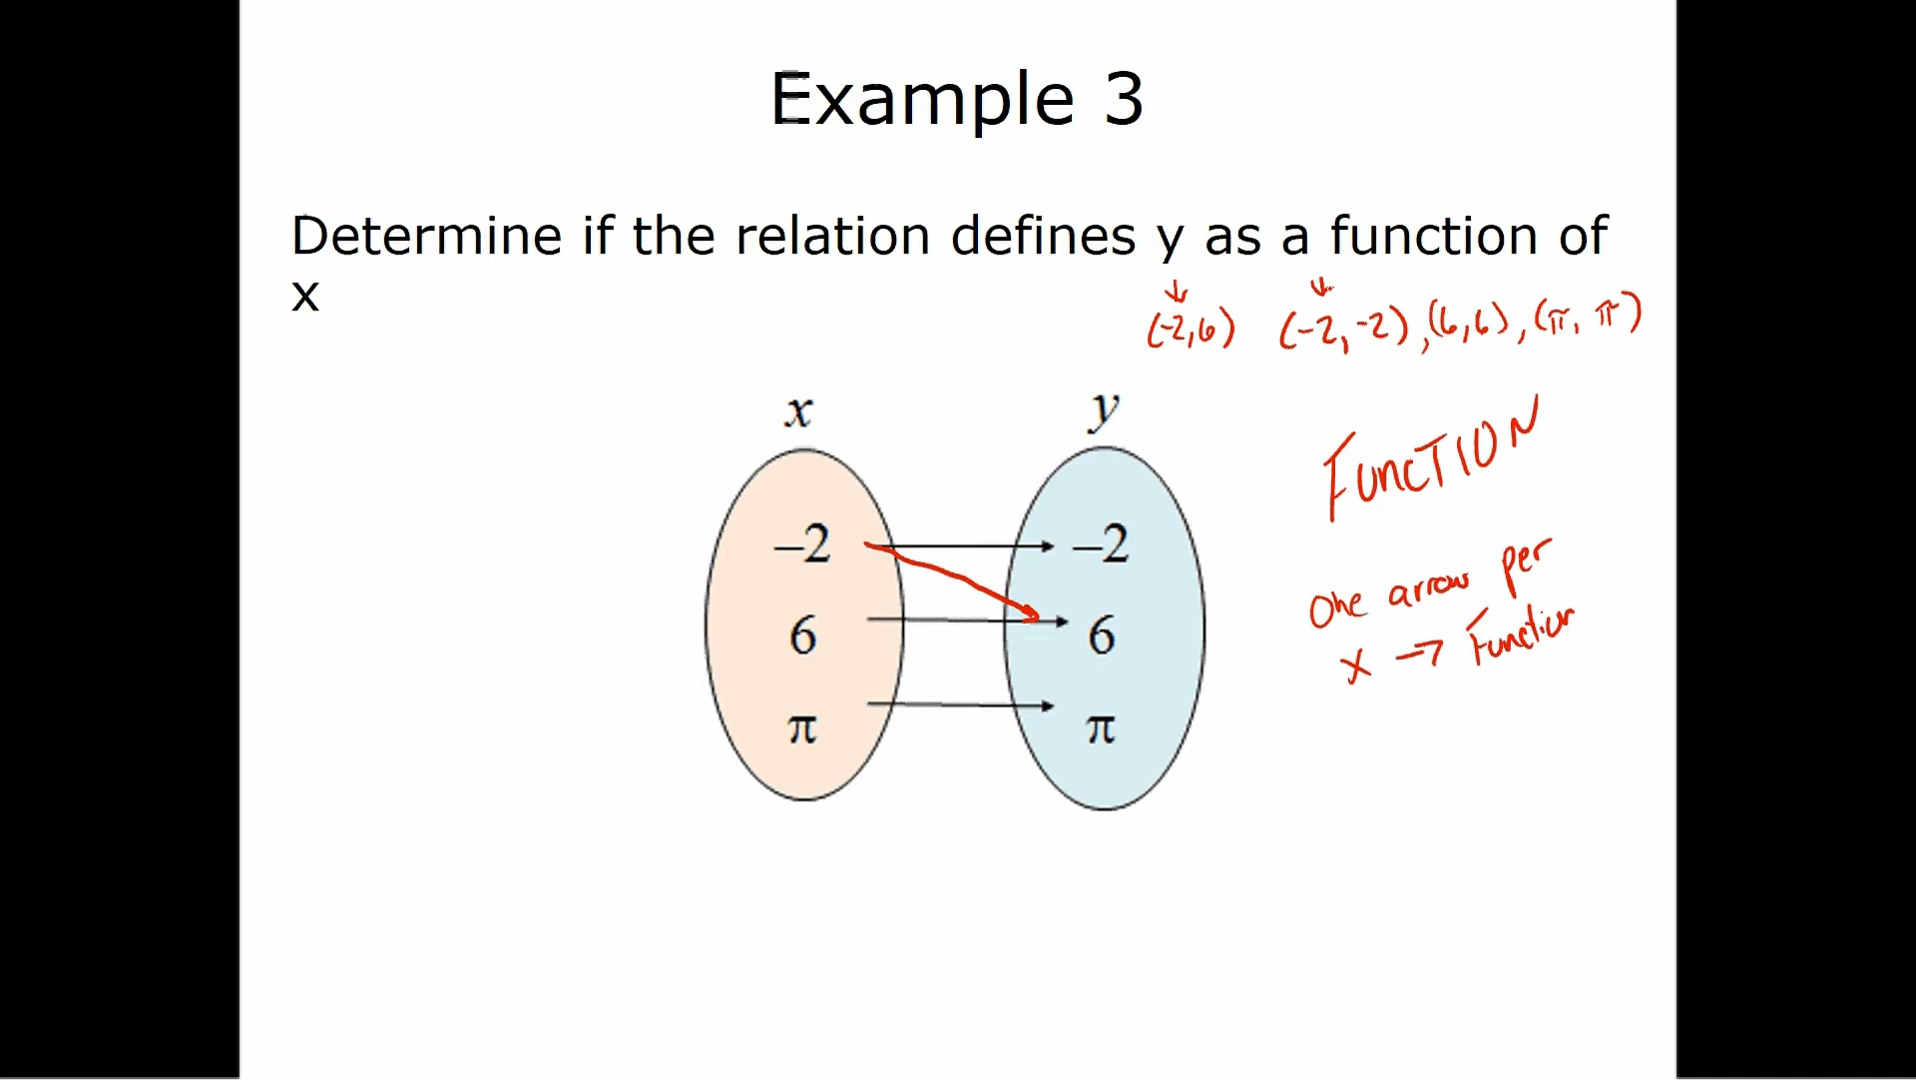 Example 3
Determine if the relation defines y as a function of
x
(-2,6) (-2,-2),(6,6),(π, π)
x y
–2 –2
6 6
π π
FUNCTION
One arrow per
x → Function